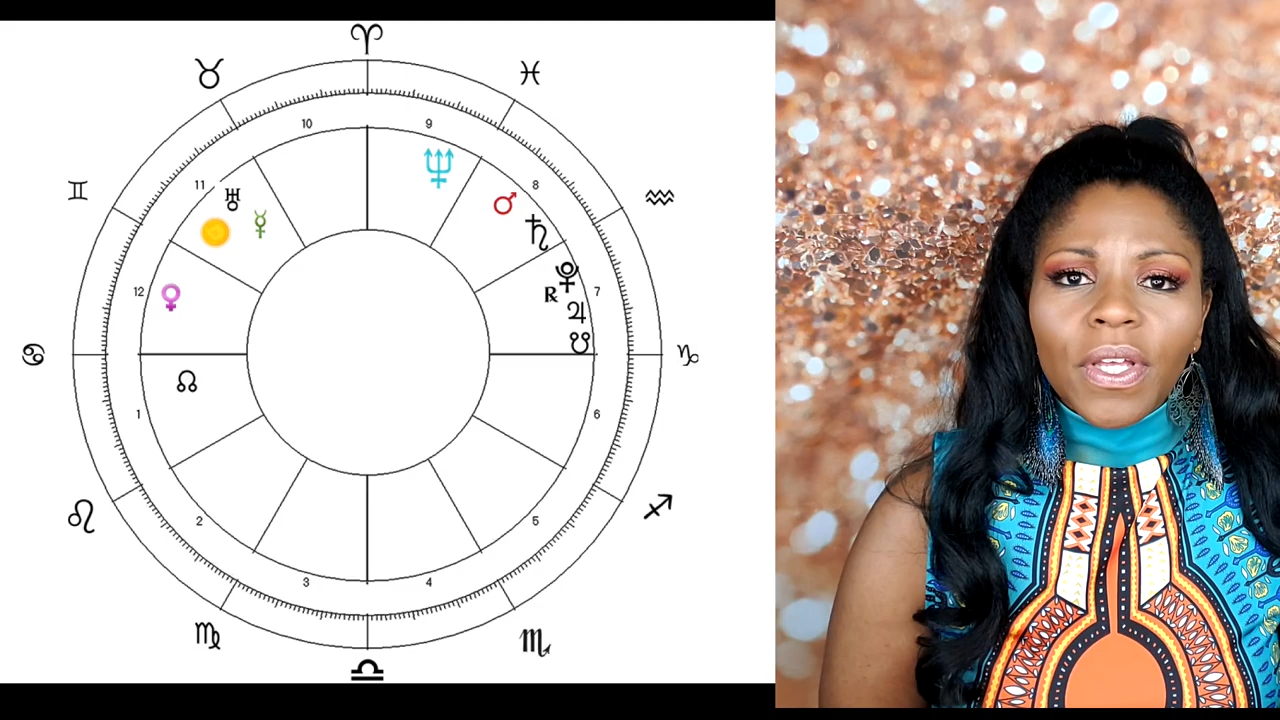 ♈
♉ ♓
10 9
♊ 11 ♅ ♆ 8 ♒
♂
☉ ☿ ♄
12 ♀ ♇ 7
℞
♃
♋ ☋ ♑
☊
1 6
♌ 2 5 ♐
3 4
♍ ♏
♎